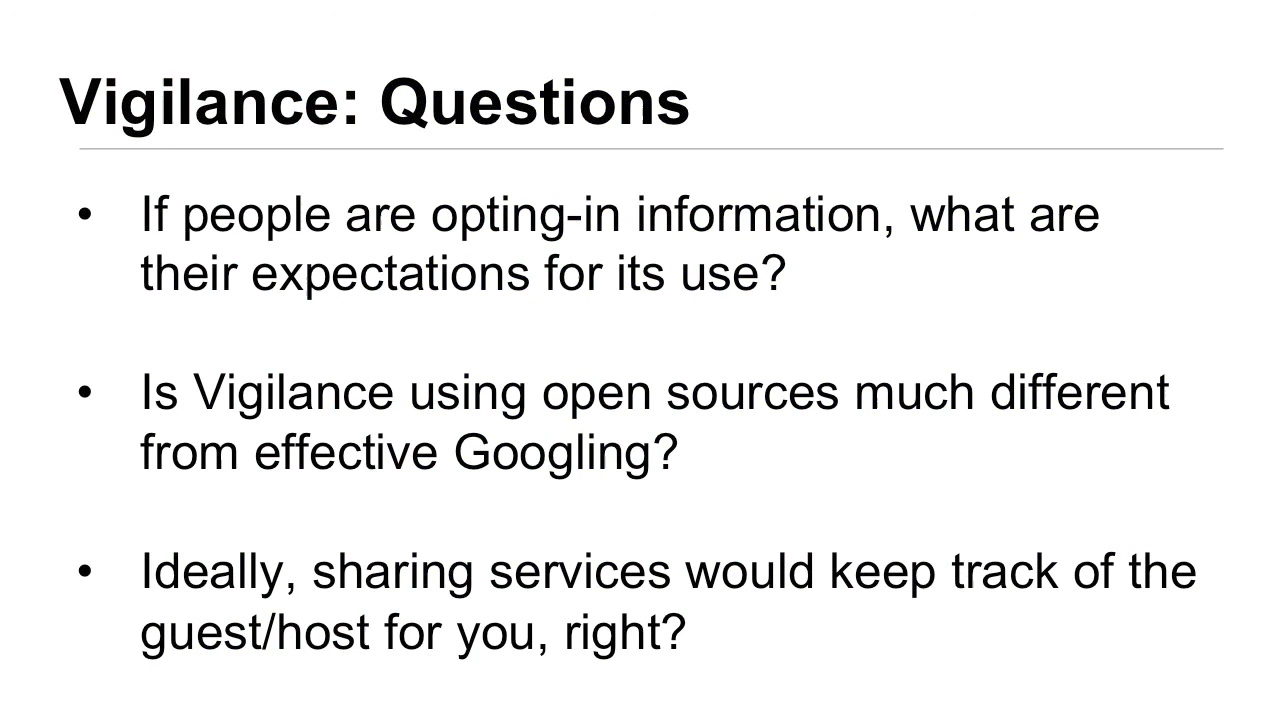 Vigilance: Questions
• If people are opting-in information, what are
their expectations for its use?
• Is Vigilance using open sources much different
from effective Googling?
• Ideally, sharing services would keep track of the
guest/host for you, right?